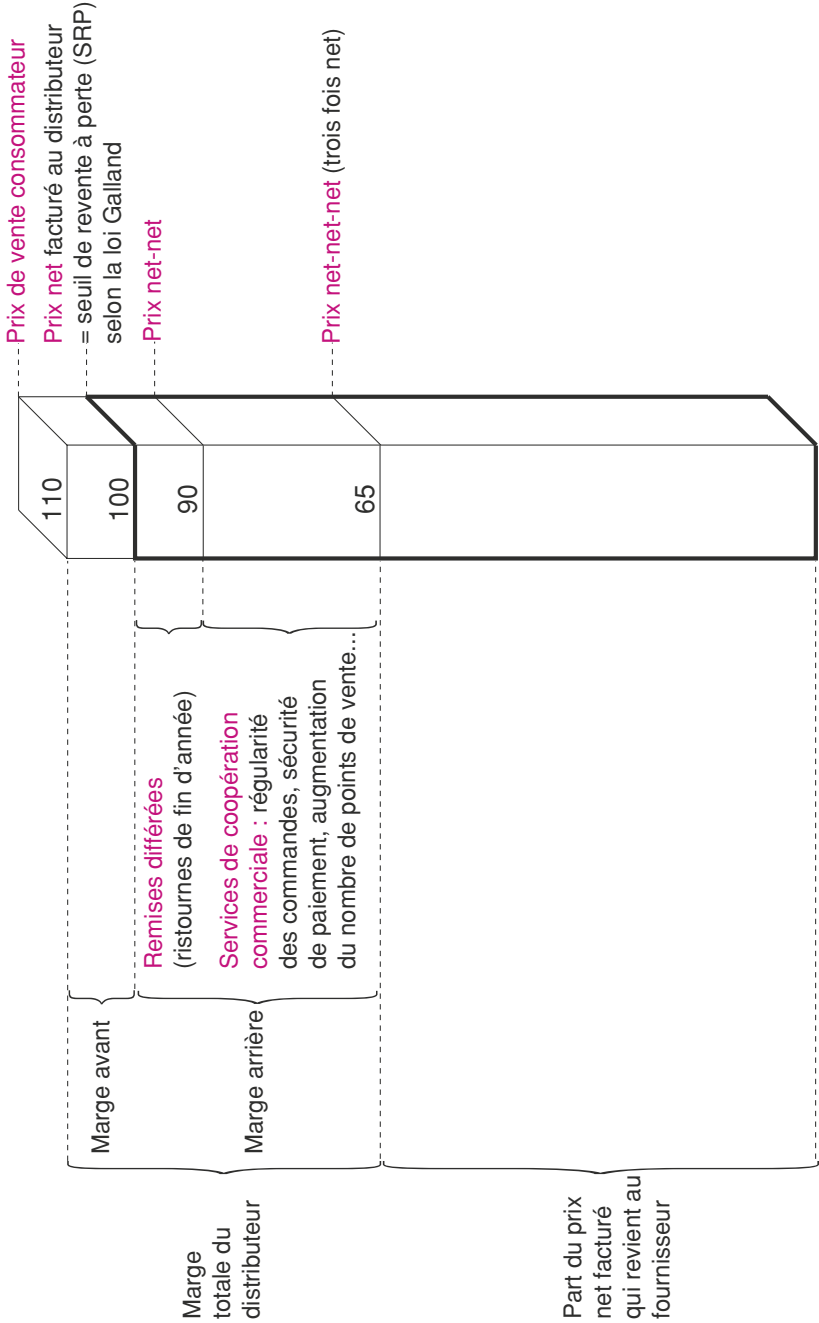 Marge
totale du
distributeur
Part du prix
net facturé
qui revient au
fournisseur
Marge avant
Marge arrière
Remises différées
(ristournes de fin d’année)
Services de coopération
commerciale : régularité
des commandes, sécurité
de paiement, augmentation
du nombre de points de vente...
110
100
90
65
Prix de vente consommateur
Prix net facturé au distributeur
= seuil de revente à perte (SRP)
selon la loi Galland
Prix net-net
Prix net-net-net (trois fois net)